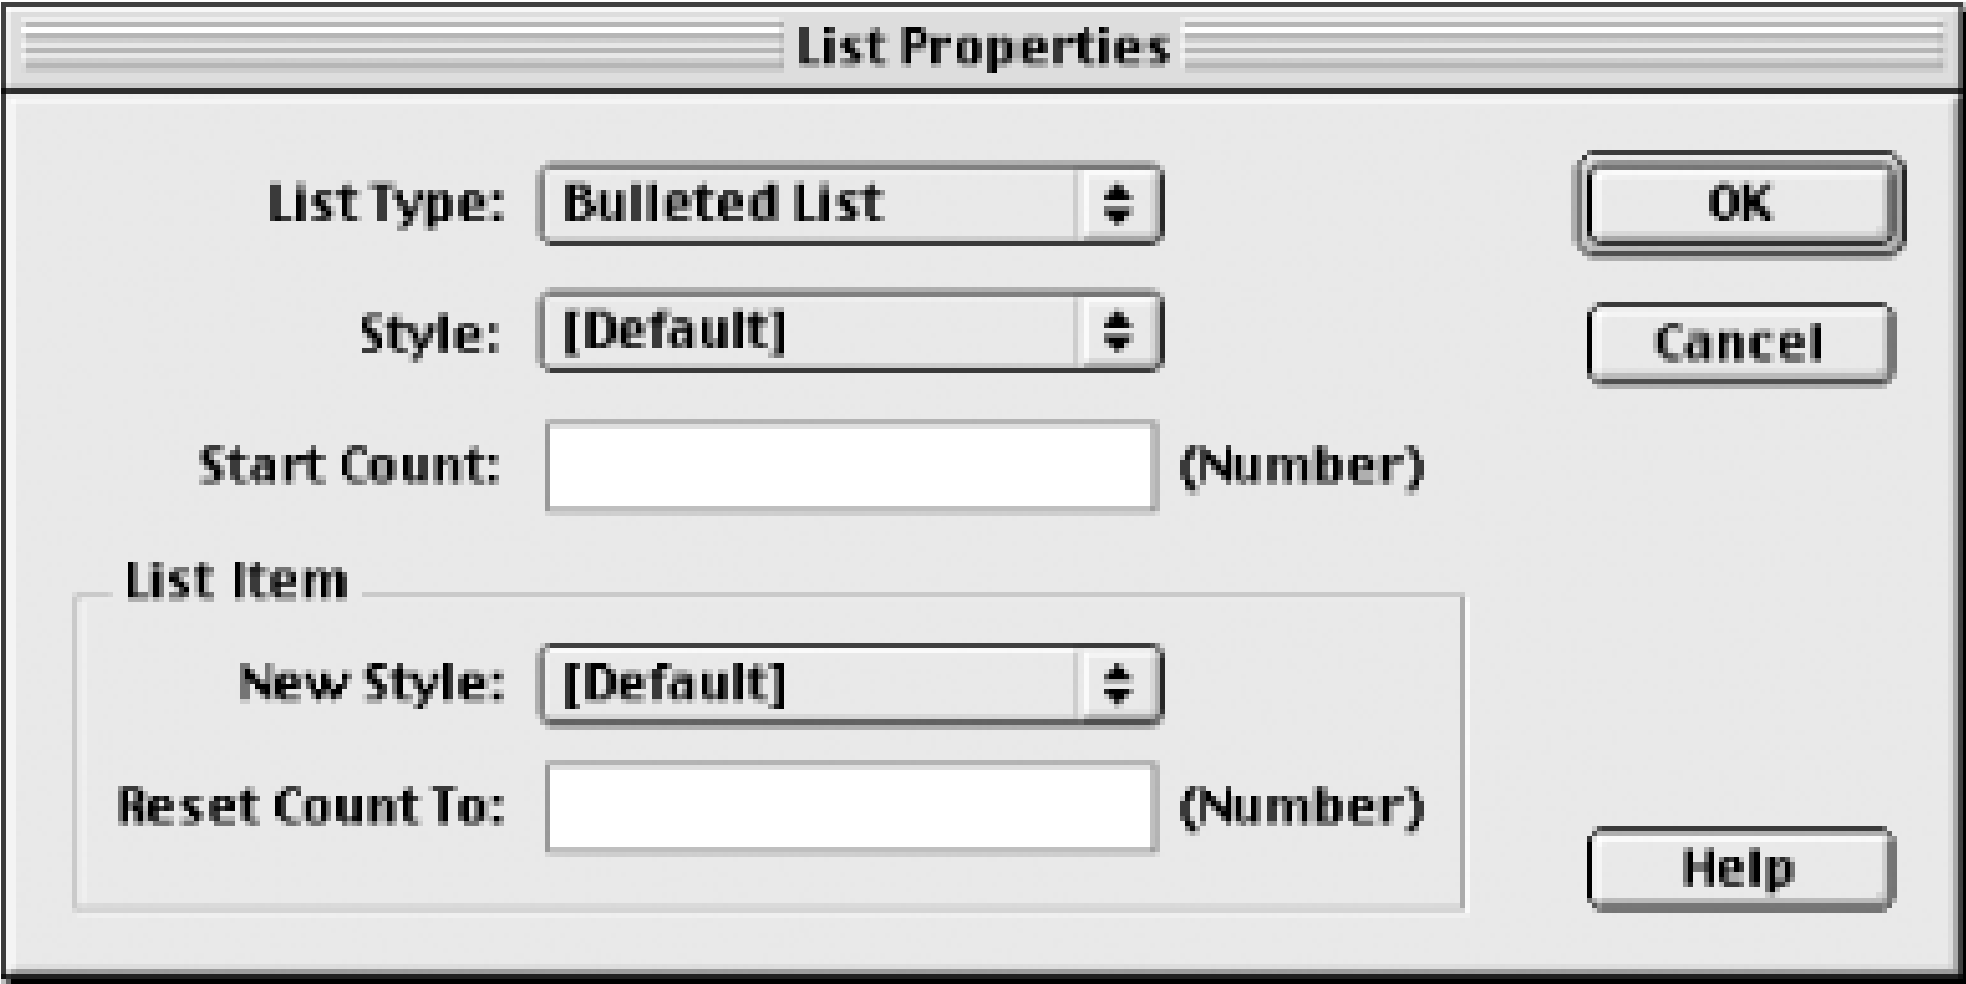 List Properties
List Type: Bulleted List
OK
Style: [Default]
Cancel
Start Count: (Number)
List Item
New Style: [Default]
Reset Count To: (Number)
Help